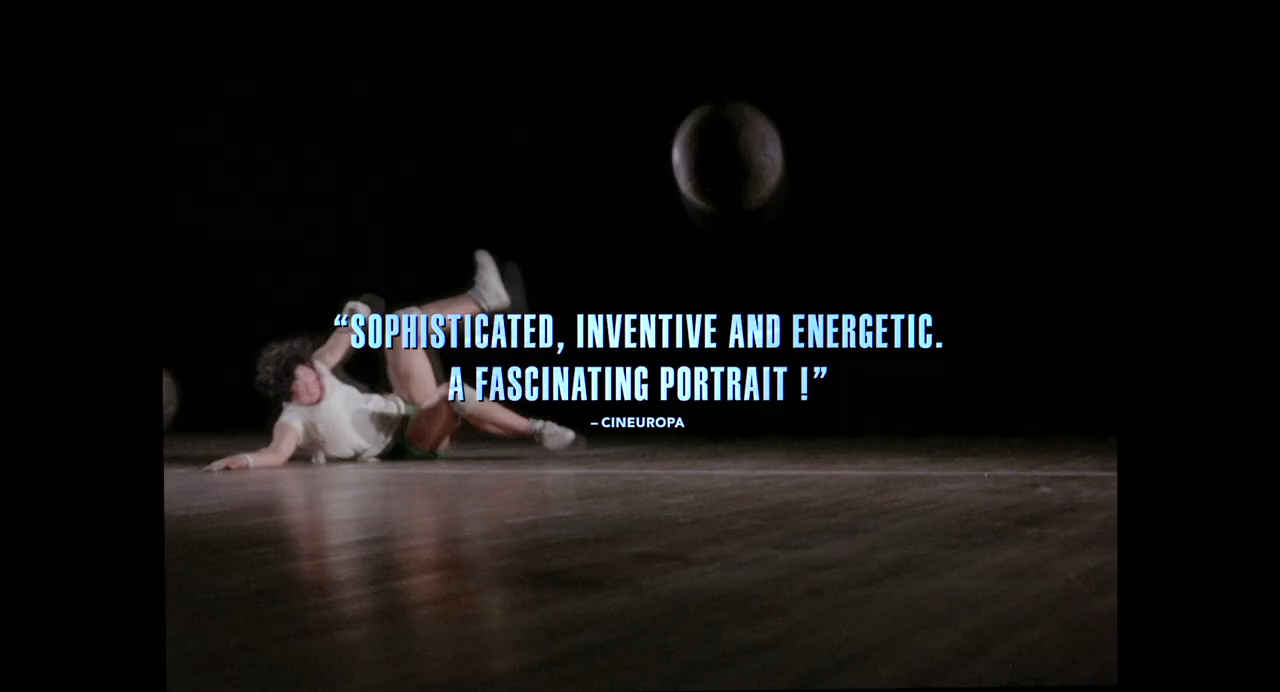 “SOPHISTICATED, INVENTIVE AND ENERGETIC.
A FASCINATING PORTRAIT !”
– CINEUROPA